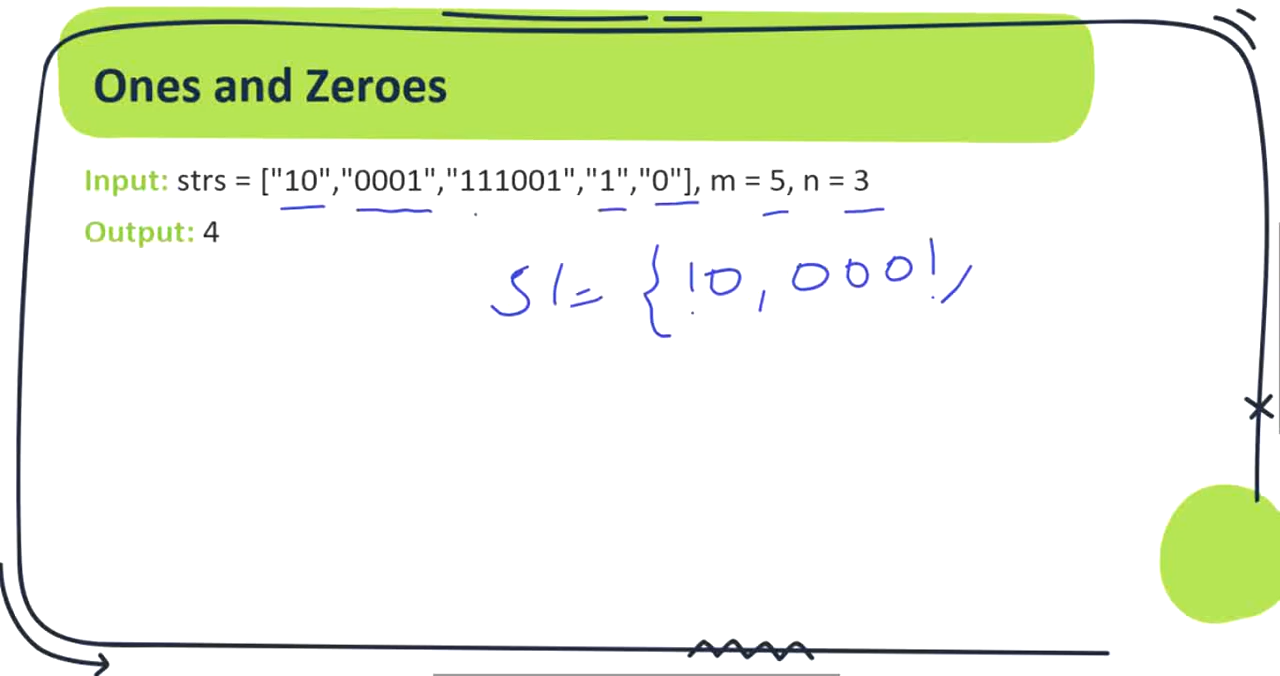 Ones and Zeroes
Input: strs = ["10","0001","111001","1","0"], m = 5, n = 3
Output: 4
S1= {10, 0001,